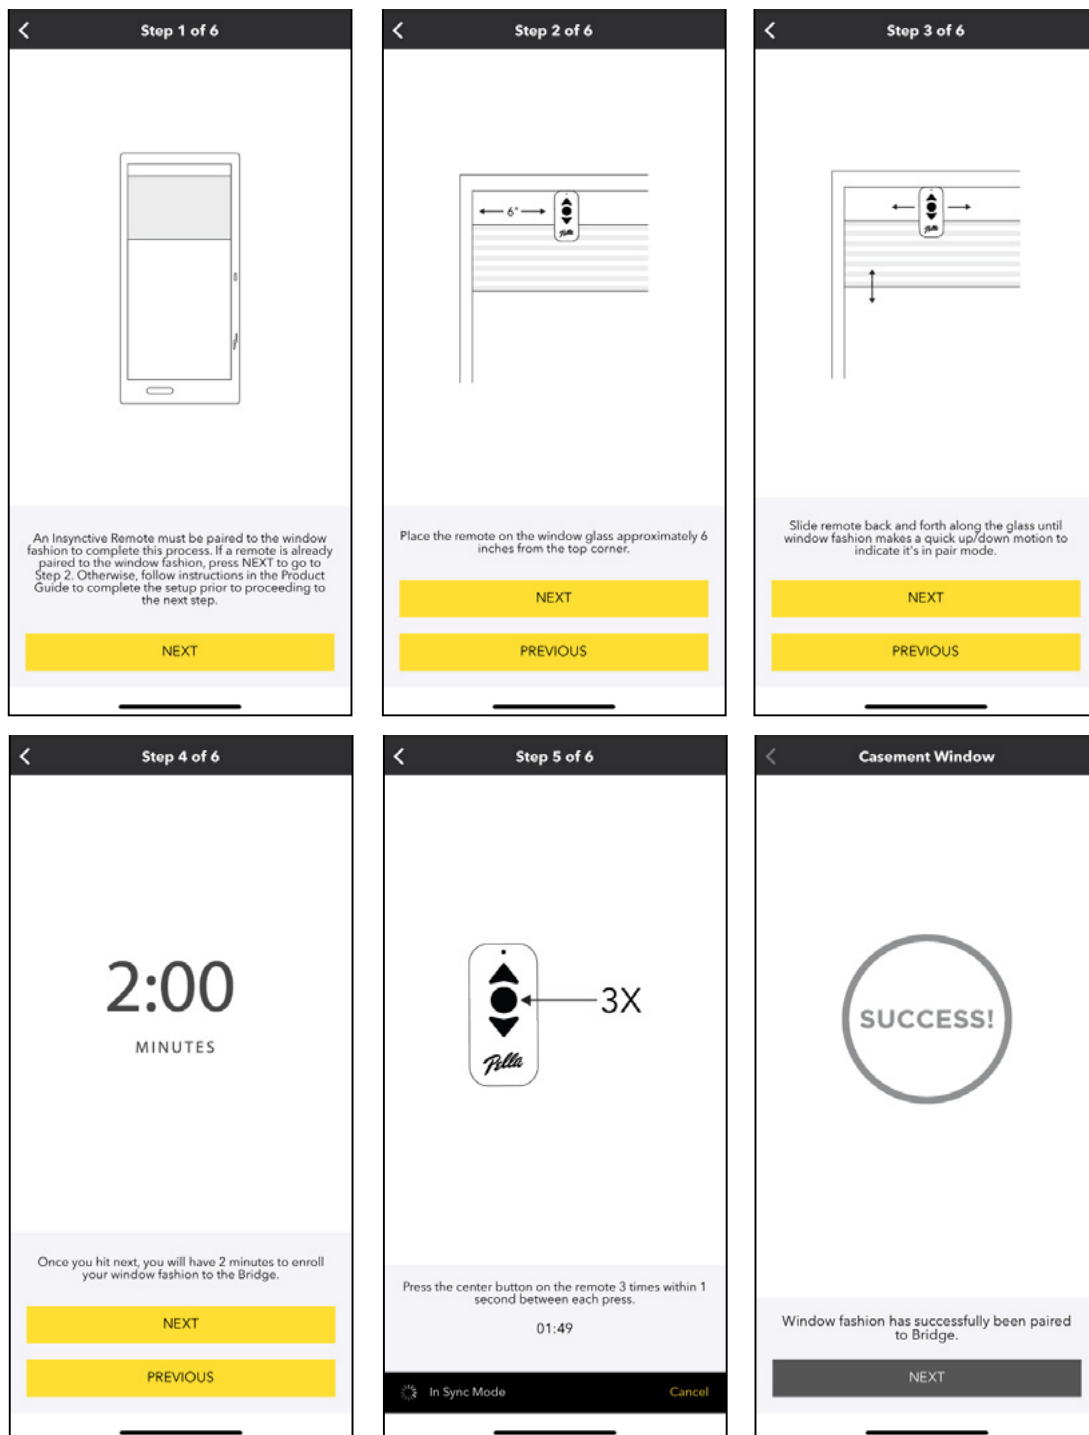 Step 1 of 6
An Insynctive Remote must be paired to the window
fashion to complete this process. If a remote is already
paired to the window fashion, press NEXT to go to
Step 2. Otherwise, follow instructions in the Product
Guide to complete the setup prior to proceeding to
the next step.
NEXT
Step 2 of 6
6"
Pella
Place the remote on the window glass approximately 6
inches from the top corner.
NEXT
PREVIOUS
Step 3 of 6
Pella
Slide remote back and forth along the glass until
window fashion makes a quick up/down motion to
indicate it's in pair mode.
NEXT
PREVIOUS
Step 4 of 6
2:00
MINUTES
Once you hit next, you will have 2 minutes to enroll
your window fashion to the Bridge.
NEXT
PREVIOUS
Step 5 of 6
3X
Pella
Press the center button on the remote 3 times within 1
second between each press.
01:49
In Sync Mode
Cancel
Casement Window
SUCCESS!
Window fashion has successfully been paired
to Bridge.
NEXT